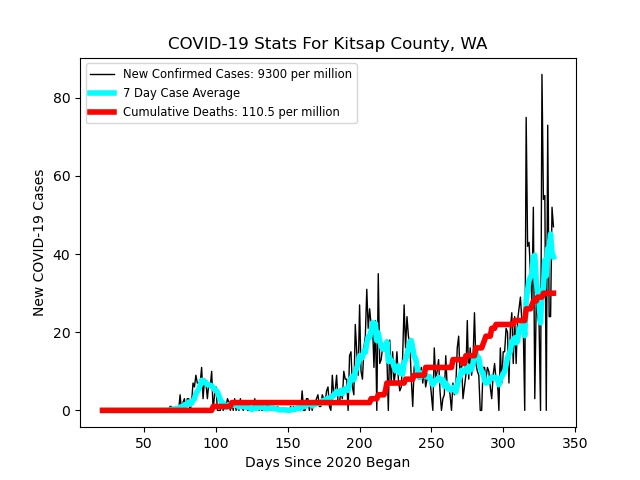 COVID-19 Stats For Kitsap County, WA
New Confirmed Cases: 9300 per million
7 Day Case Average
Cumulative Deaths: 110.5 per million
New COVID-19 Cases
80
60
40
20
0
50 100 150 200 250 300 350
Days Since 2020 Began